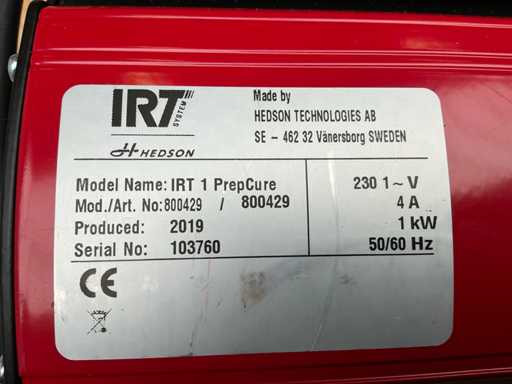 IRT SYSTEM
HEDSON
Made by
HEDSON TECHNOLOGIES AB
SE - 462 32 Vänersborg SWEDEN
Model Name: IRT 1 PrepCure
Mod./Art. No: 800429 / 800429
Produced: 2019
Serial No: 103760
230 1~ V
4 A
1 kW
50/60 Hz
CE